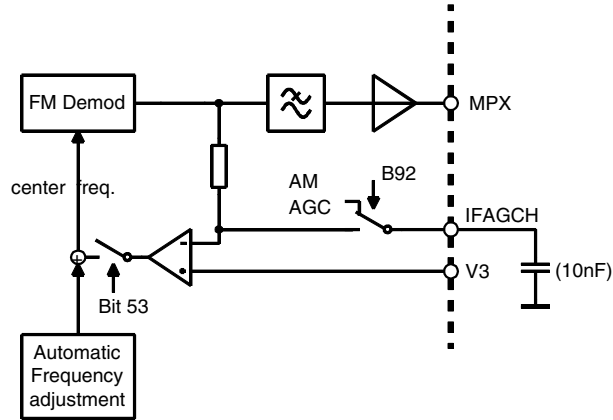 FM Demod
MPX
center freq.
AM
AGC
B92
IFAGCH
V3
(10nF)
Bit 53
Automatic
Frequency
adjustment